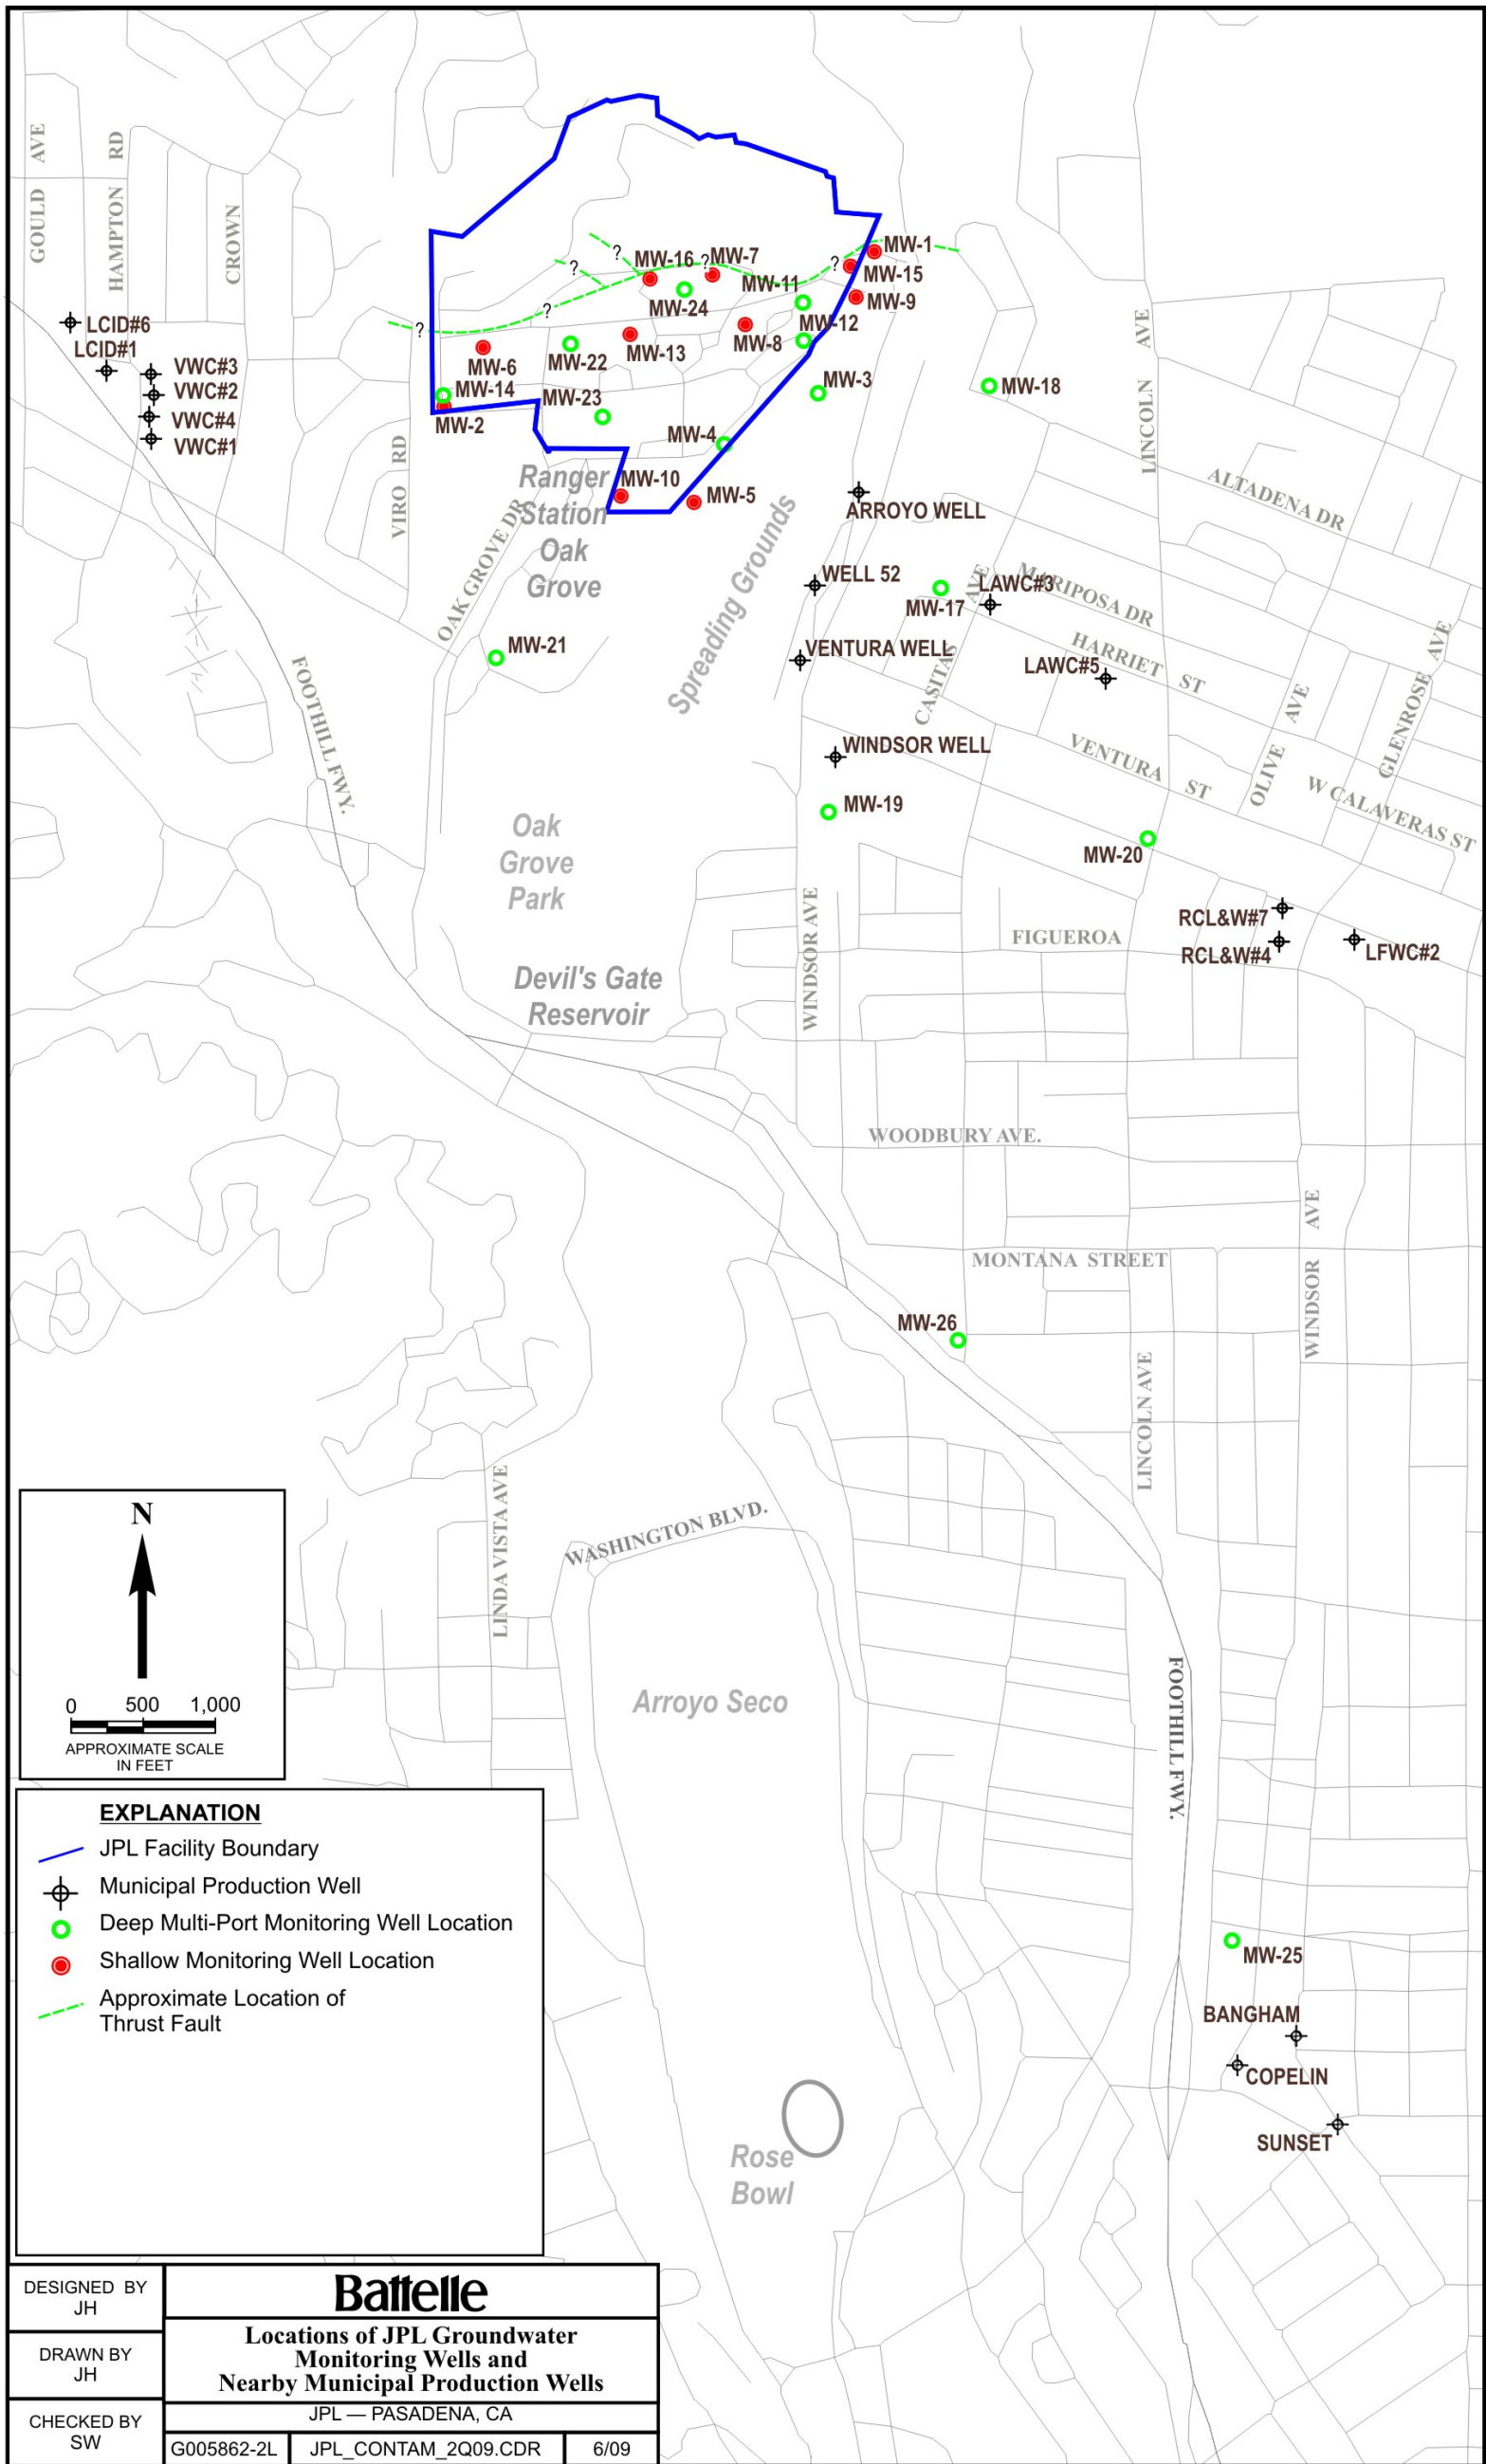 GOULD AVE
HAMPTON RD
CROWN
MW-16
MW-7
MW-1
MW-15
MW-11
MW-9
MW-24
MW-12
?
?
?
?
?
?
LCID#6
LCID#1
VWC#3
VWC#2
VWC#4
VWC#1
MW-6
MW-22
MW-13
MW-8
MW-14
MW-2
MW-23
MW-3
MW-18
MW-4
MW-10
MW-5
VIRO RD
LINCOLN AVE
ALTADENA DR
Ranger
Station
Oak
Grove
OAK GROVE DR
Spreading Grounds
ARROYO WELL
WELL 52
MW-17
LAWC#3
MARIPOSA DR
HARRIET ST
CASITAS AVE
VENTURA WELL
LAWC#5
MW-21
FOOTHILL FWY.
WINDSOR WELL
VENTURA ST
OLIVE AVE
GLENROSE AVE
W CALAVERAS ST
MW-19
MW-20
Oak
Grove
Park
WINDSOR AVE
FIGUEROA
RCL&W#7
RCL&W#4
LFWC#2
Devil's Gate
Reservoir
WOODBURY AVE.
MONTANA STREET
WINDSOR AVE
MW-26
LINCOLN AVE
LINDA VISTA AVE
WASHINGTON BLVD.
Arroyo Seco
FOOTHILL FWY.
MW-25
BANGHAM
COPELIN
SUNSET
Rose
Bowl
N
0 500 1,000
APPROXIMATE SCALE
IN FEET
EXPLANATION
JPL Facility Boundary
Municipal Production Well
Deep Multi-Port Monitoring Well Location
Shallow Monitoring Well Location
Approximate Location of
Thrust Fault
DESIGNED BY
JH
DRAWN BY
JH
CHECKED BY
SW
Battelle
Locations of JPL Groundwater
Monitoring Wells and
Nearby Municipal Production Wells
JPL — PASADENA, CA
G005862-2L
JPL_CONTAM_2Q09.CDR
6/09